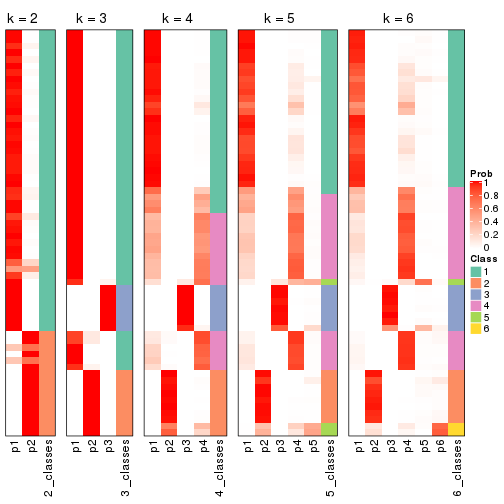 k = 2
k = 3
k = 4
k = 5
k = 6
Prob
1
0.8
0.6
0.4
0.2
0
Class
1
2
3
4
5
6
p1
p2
2_classes
p1
p2
p3
3_classes
p1
p2
p3
p4
4_classes
p1
p2
p3
p4
p5
5_classes
p1
p2
p3
p4
p5
p6
6_classes